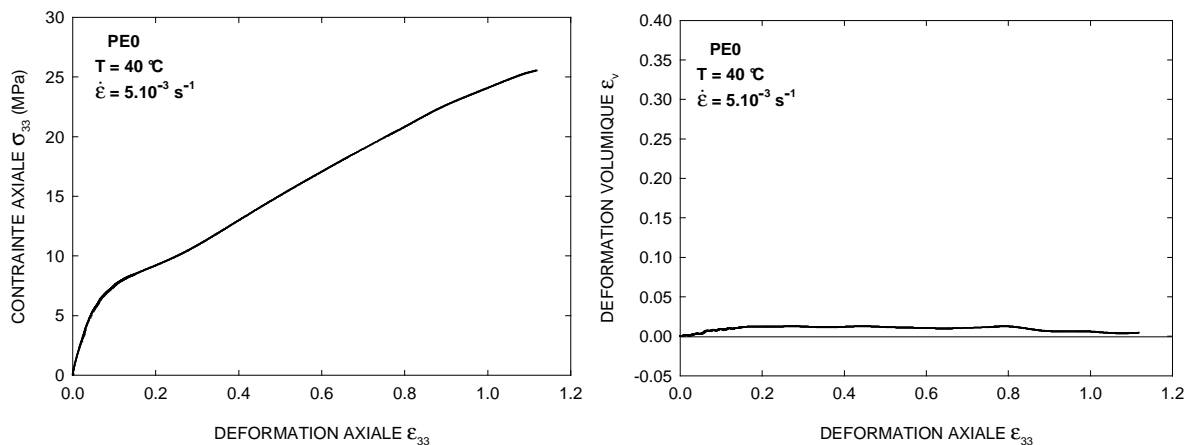 30
25
20
15
10
5
0
CONTRAINTE AXIALE σ33 (MPa)
PE0
T = 40 °C
ε̇ = 5.10⁻³ s⁻¹
0.0 0.2 0.4 0.6 0.8 1.0 1.2
DEFORMATION AXIALE ε33
0.40
0.35
0.30
0.25
0.20
0.15
0.10
0.05
0.00
-0.05
DEFORMATION VOLUMIQUE εv
PE0
T = 40 °C
ε̇ = 5.10⁻³ s⁻¹
0.0 0.2 0.4 0.6 0.8 1.0 1.2
DEFORMATION AXIALE ε33